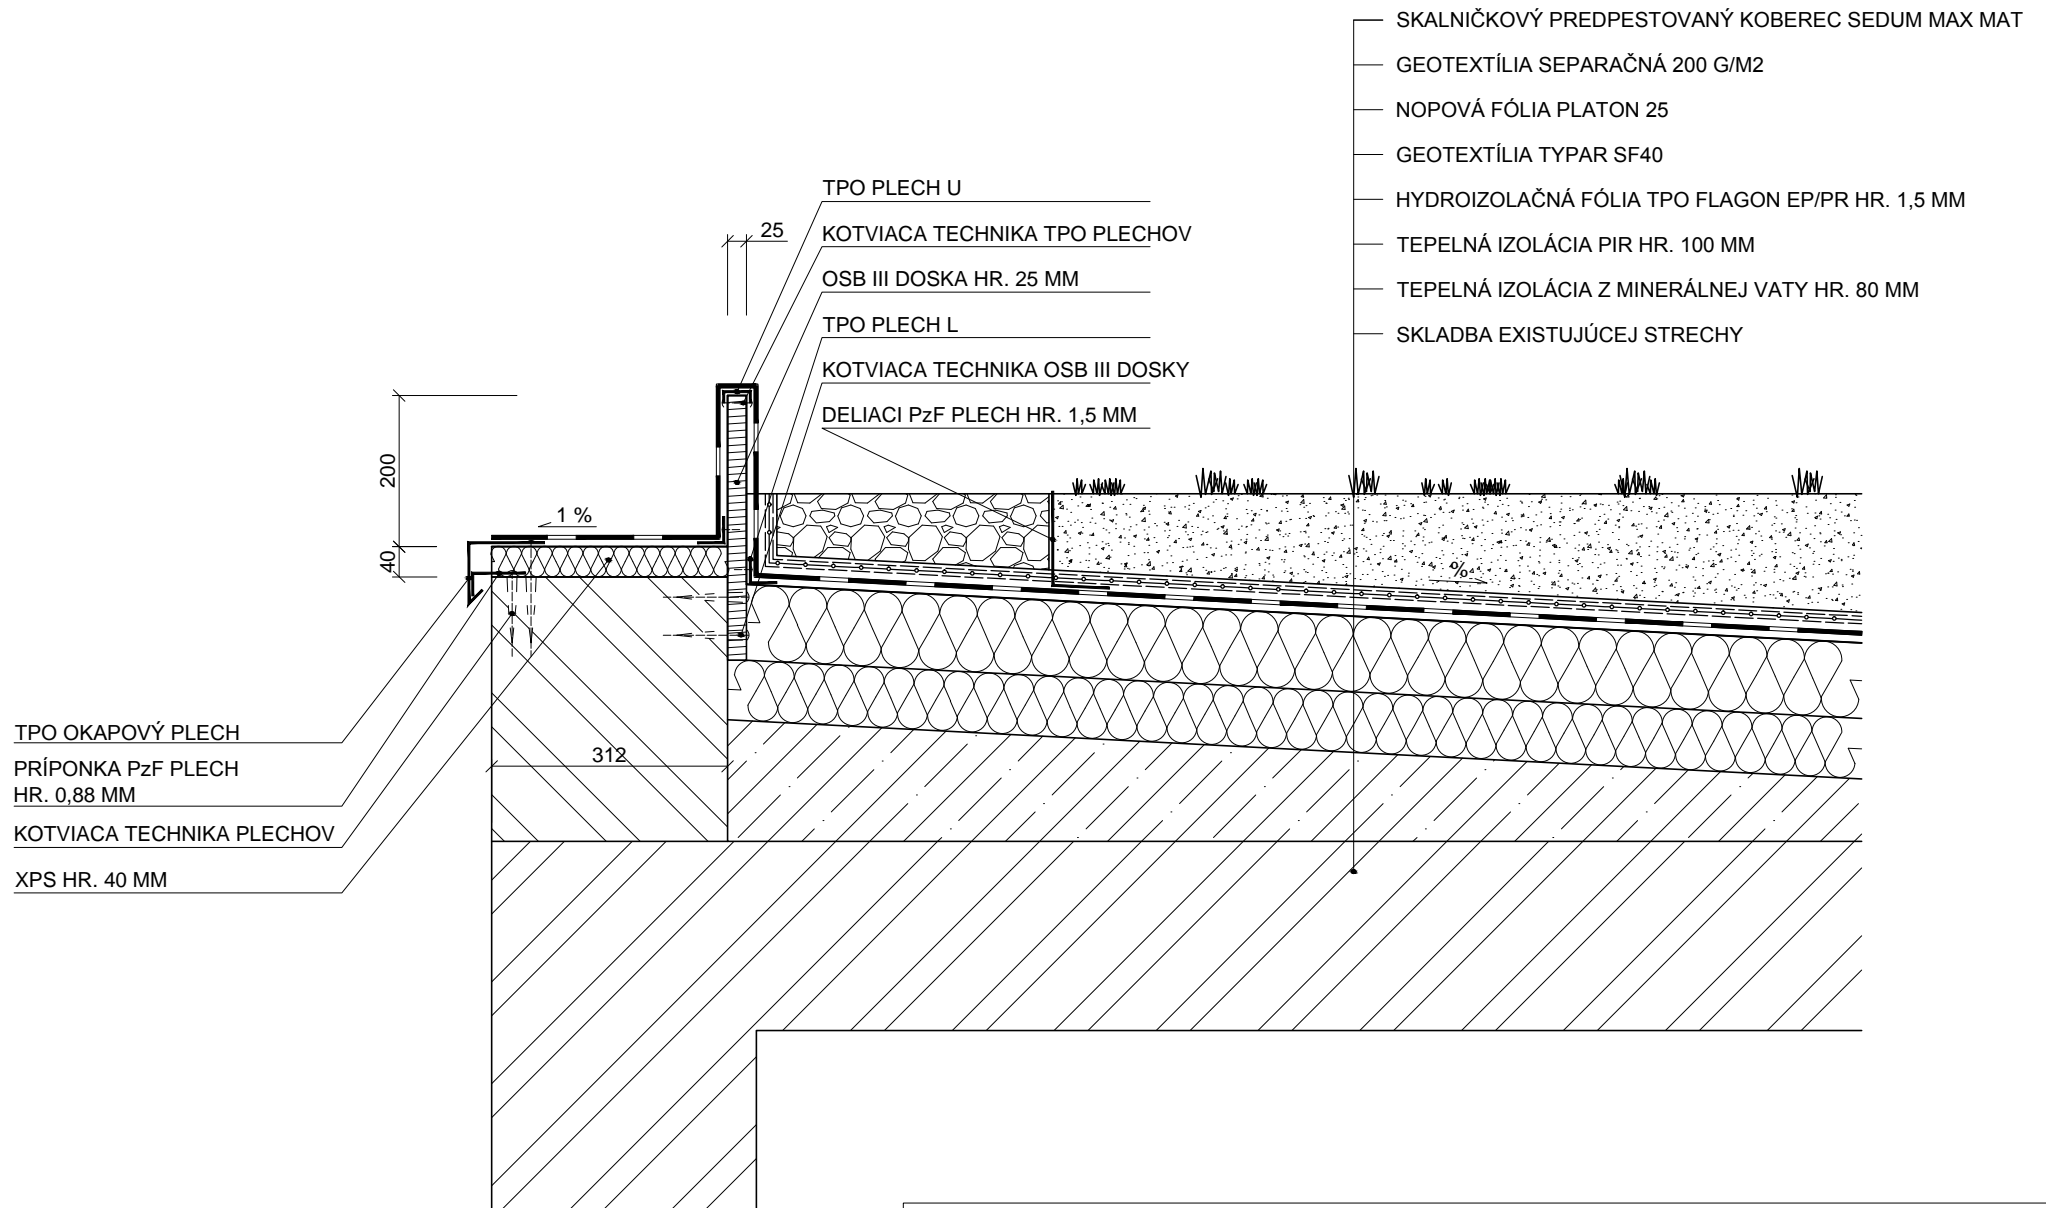 SKALNIČKOVÝ PREDPESTOVANÝ KOBEREC SEDUM MAX MAT
GEOTEXTÍLIA SEPARAČNÁ 200 G/M2
NOPOVÁ FÓLIA PLATON 25
GEOTEXTÍLIA TYPAR SF40
HYDROIZOLAČNÁ FÓLIA TPO FLAGON EP/PR HR. 1,5 MM
TEPELNÁ IZOLÁCIA PIR HR. 100 MM
TEPELNÁ IZOLÁCIA Z MINERÁLNEJ VATY HR. 80 MM
SKLADBA EXISTUJÚCEJ STRECHY
TPO PLECH U
25
KOTVIACA TECHNIKA TPO PLECHOV
OSB III DOSKA HR. 25 MM
TPO PLECH L
KOTVIACA TECHNIKA OSB III DOSKY
DELIACI PzF PLECH HR. 1,5 MM
200
1 %
40
%
TPO OKAPOVÝ PLECH
PRÍPONKA PzF PLECH
HR. 0,88 MM
KOTVIACA TECHNIKA PLECHOV
XPS HR. 40 MM
312